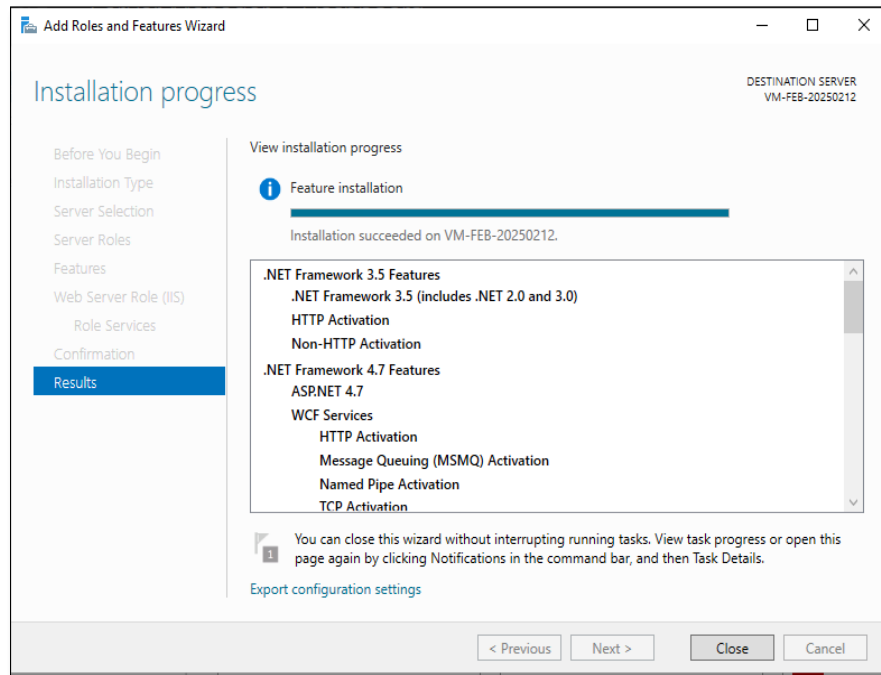 Add Roles and Features Wizard
Installation progress
DESTINATION SERVER
VM-FEB-20250212
Before You Begin
Installation Type
Server Selection
Server Roles
Features
Web Server Role (IIS)
Role Services
Confirmation
Results
View installation progress
Feature installation
Installation succeeded on VM-FEB-20250212.
.NET Framework 3.5 Features
.NET Framework 3.5 (includes .NET 2.0 and 3.0)
HTTP Activation
Non-HTTP Activation
.NET Framework 4.7 Features
ASP.NET 4.7
WCF Services
HTTP Activation
Message Queuing (MSMQ) Activation
Named Pipe Activation
TCP Activation
1
You can close this wizard without interrupting running tasks. View task progress or open this
page again by clicking Notifications in the command bar, and then Task Details.
Export configuration settings
< Previous
Next >
Close
Cancel